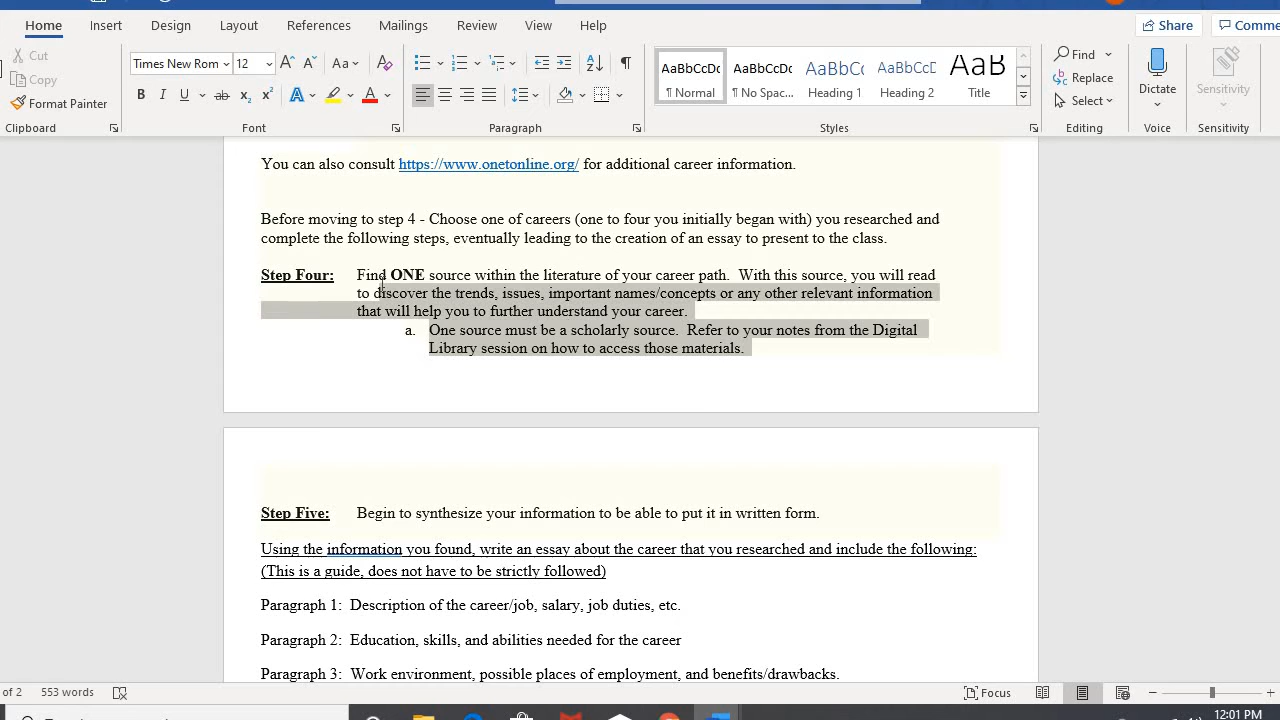 Home Insert Design Layout References Mailings Review View Help Share Comme
Cut
Copy
Format Painter
Times New Rom 12 Aa
B I U ab x₂ x² A A
AaBbCcDc AaBbCcDc AaBbCc AaBbCcD AaB
¶ Normal ¶ No Spac... Heading 1 Heading 2 Title
Find
Replace
Select
Dictate Sensitivity
Clipboard Font Paragraph Styles Editing Voice Sensitivity
You can also consult https://www.onetonline.org/ for additional career information.
Before moving to step 4 - Choose one of careers (one to four you initially began with) you researched and
complete the following steps, eventually leading to the creation of an essay to present to the class.
Step Four: Find ONE source within the literature of your career path. With this source, you will read
to discover the trends, issues, important names/concepts or any other relevant information
that will help you to further understand your career.
a. One source must be a scholarly source. Refer to your notes from the Digital
Library session on how to access those materials.
Step Five: Begin to synthesize your information to be able to put it in written form.
Using the information you found, write an essay about the career that you researched and include the following:
(This is a guide, does not have to be strictly followed)
Paragraph 1: Description of the career/job, salary, job duties, etc.
Paragraph 2: Education, skills, and abilities needed for the career
Paragraph 3: Work environment, possible places of employment, and benefits/drawbacks.
of 2 553 words Focus
12:01 PM